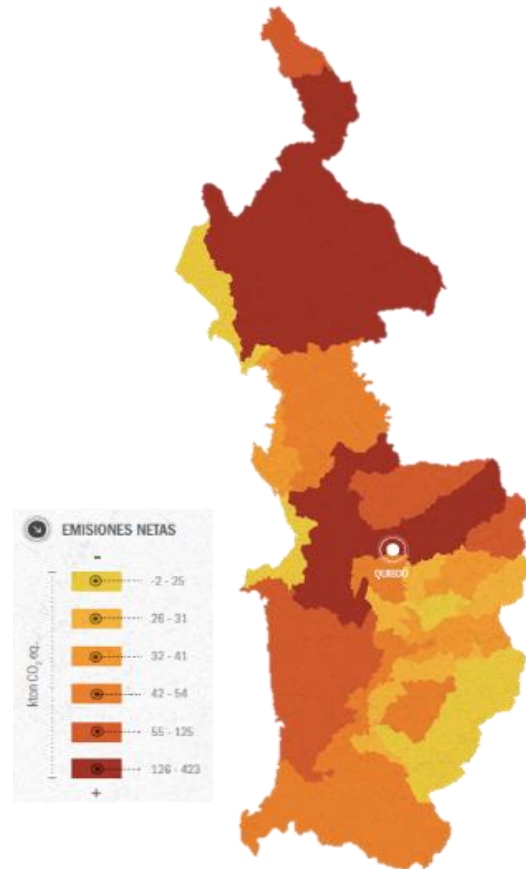 QUIBDÓ
EMISIONES NETAS
-
kton CO₂ eq.
-2 - 25
26 - 31
32 - 41
42 - 54
55 - 125
126 - 423
+